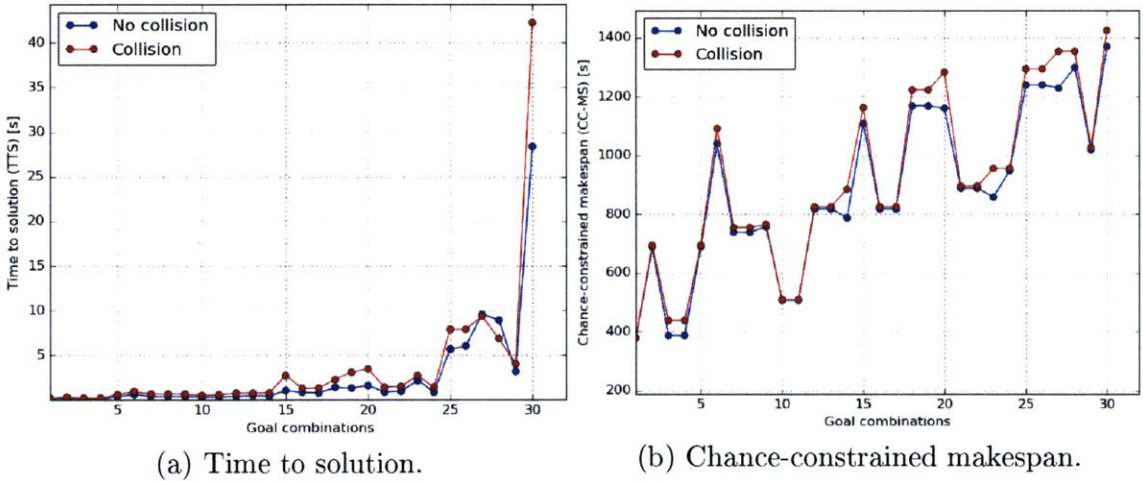 No collision
Collision
Time to solution (TTS) [s]
40
35
30
25
20
15
10
5
5
10
15
20
25
30
Goal combinations
(a) Time to solution.
No collision
Collision
Chance-constrained makespan (CC-MS) [s]
1400
1200
1000
800
600
400
200
5
10
15
20
25
30
Goal combinations
(b) Chance-constrained makespan.